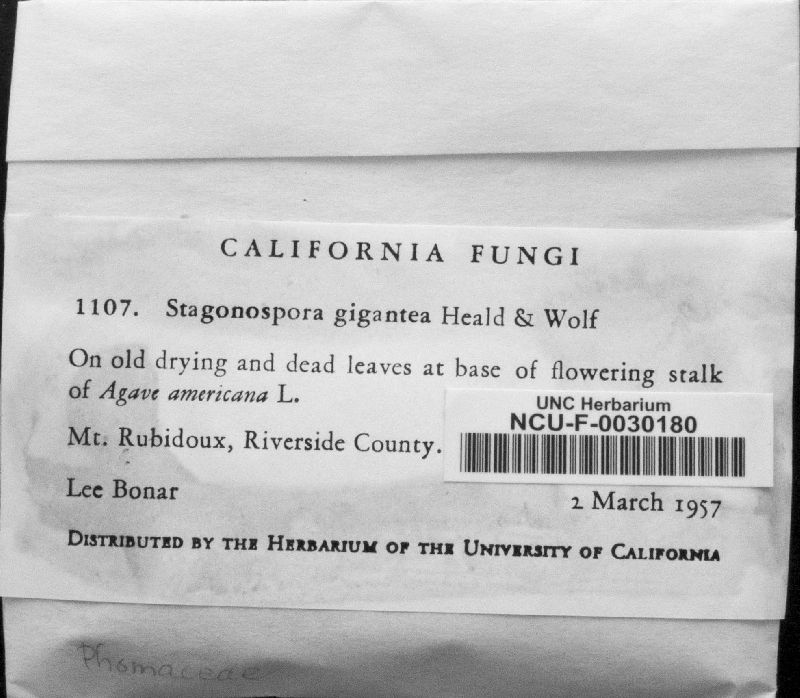 CALIFORNIA FUNGI
1107. Stagonospora gigantea Heald & Wolf
On old drying and dead leaves at base of flowering stalk
of Agave americana L.
UNC Herbarium
NCU-F-0030180
Mt. Rubidoux, Riverside County.
Lee Bonar
2 March 1957
DISTRIBUTED BY THE HERBARIUM OF THE UNIVERSITY OF CALIFORNIA
Phomaceae